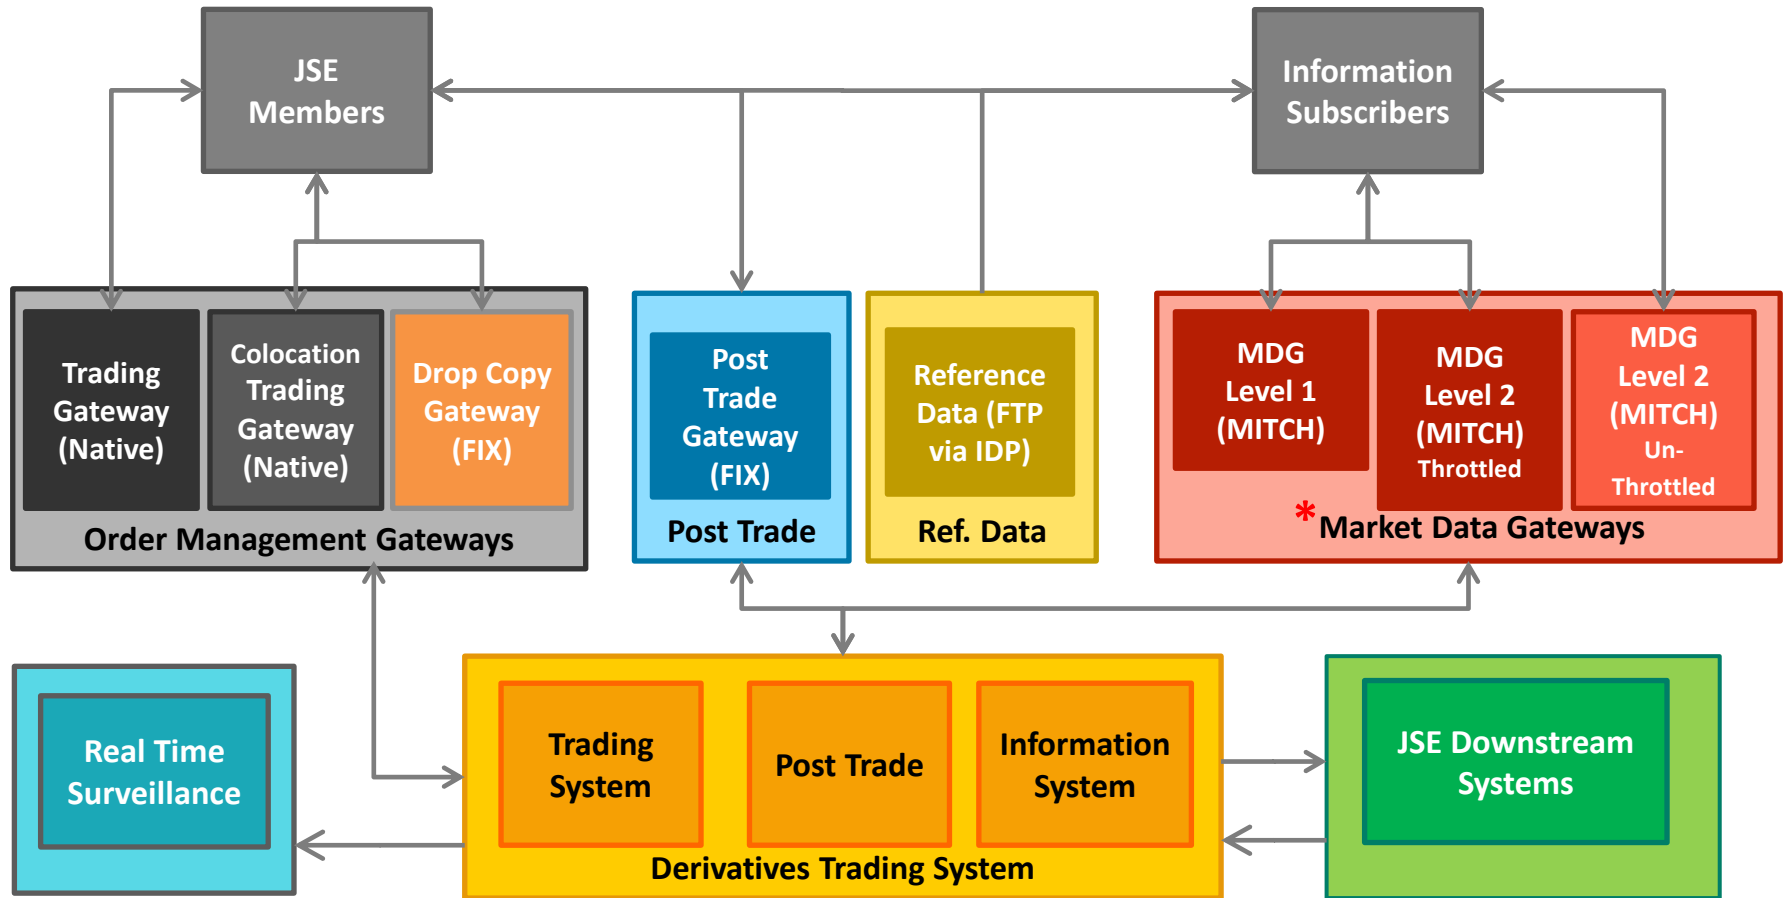 JSE
Members
Information
Subscribers
Trading
Gateway
(Native)
Colocation
Trading
Gateway
(Native)
Drop Copy
Gateway
(FIX)
Order Management Gateways
Post
Trade
Gateway
(FIX)
Post Trade
Reference
Data (FTP
via IDP)
Ref. Data
MDG
Level 1
(MITCH)
MDG
Level 2
(MITCH)
Throttled
MDG
Level 2
(MITCH)
Un-
Throttled
*Market Data Gateways
Real Time
Surveillance
Trading
System
Post Trade
Information
System
Derivatives Trading System
JSE Downstream
Systems